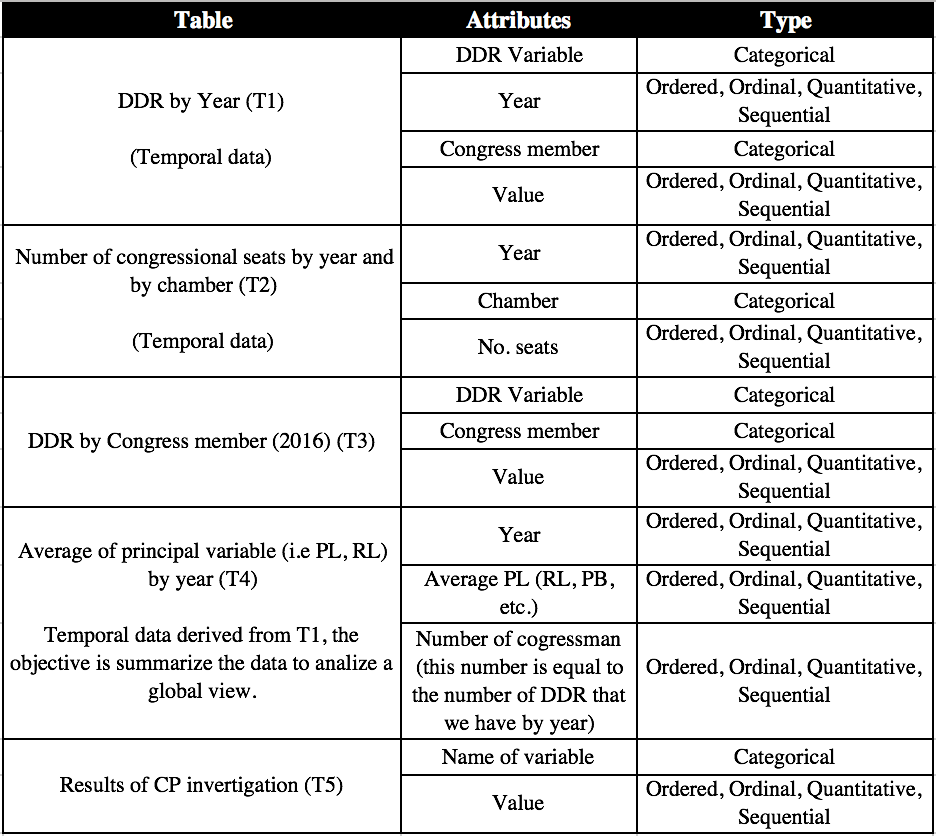 Table Attributes Type
DDR by Year (T1)
(Temporal data)
DDR Variable Categorical
Year Ordered, Ordinal, Quantitative,
Sequential
Congress member Categorical
Value Ordered, Ordinal, Quantitative,
Sequential
Number of congressional seats by year and
by chamber (T2)
(Temporal data)
Year Ordered, Ordinal, Quantitative,
Sequential
Chamber Categorical
No. seats Ordered, Ordinal, Quantitative,
Sequential
DDR by Congress member (2016) (T3)
DDR Variable Categorical
Congress member Categorical
Value Ordered, Ordinal, Quantitative,
Sequential
Average of principal variable (i.e PL, RL)
by year (T4)
Temporal data derived from T1, the
objective is summarize the data to analize a
global view.
Year Ordered, Ordinal, Quantitative,
Sequential
Average PL (RL, PB,
etc.)
Ordered, Ordinal, Quantitative,
Sequential
Number of cogressman
(this number is equal to
the number of DDR that
we have by year)
Ordered, Ordinal, Quantitative,
Sequential
Results of CP invertigation (T5)
Name of variable Categorical
Value Ordered, Ordinal, Quantitative,
Sequential